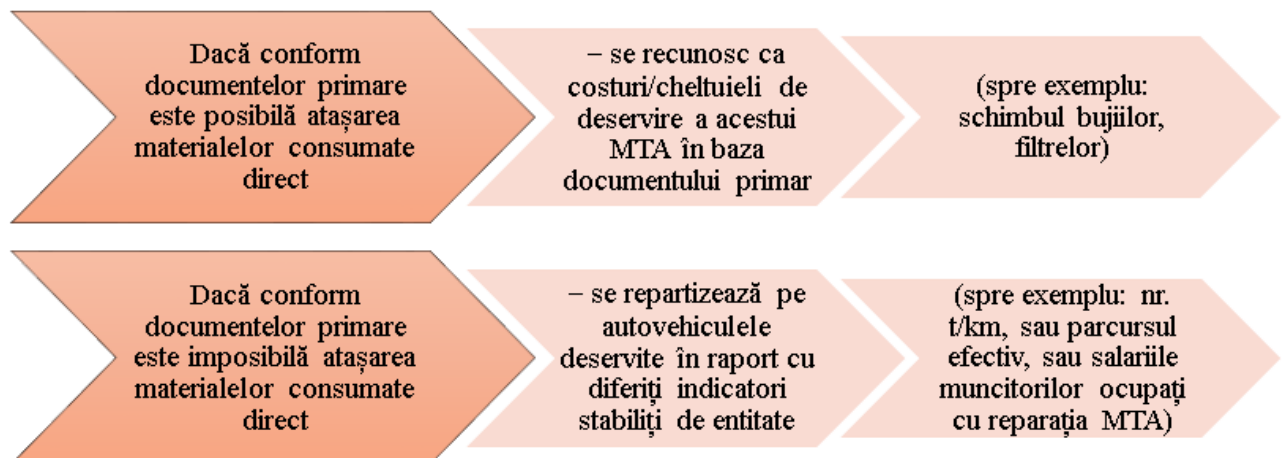 Dacă conform
documentelor primare
este posibilă atașarea
materialelor consumate
direct
– se recunosc ca
costuri/cheltuieli de
deservire a acestui
MTA în baza
documentului primar
(spre exemplu:
schimbul bujiilor,
filtrelor)
Dacă conform
documentelor primare
este imposibilă atașarea
materialelor consumate
direct
– se repartizează pe
autovehiculele
deservite în raport cu
diferiți indicatori
stabiliți de entitate
(spre exemplu: nr.
t/km, sau parcursul
efectiv, sau salariile
muncitorilor ocupați
cu reparația MTA)